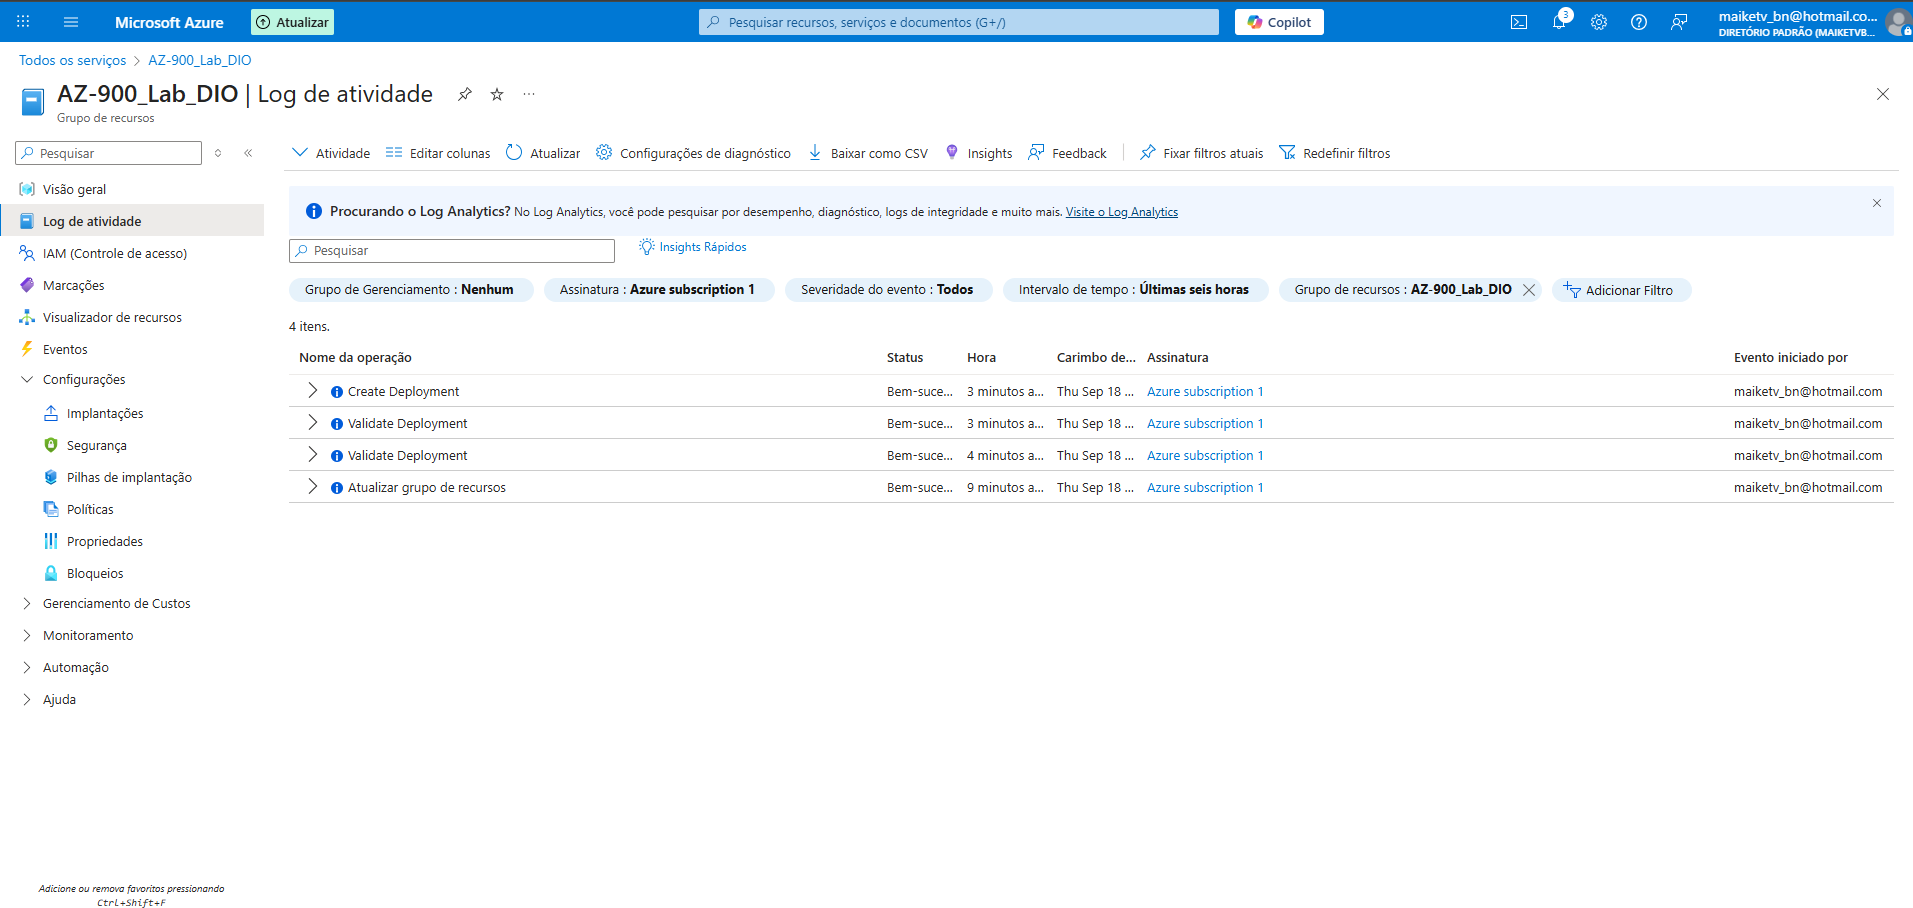 Microsoft Azure Atualizar Pesquisar recursos, serviços e documentos (G+/) Copilot 3 maiketv_bn@hotmail.co...
DIRETÓRIO PADRÃO (MAIKETVB...
Todos os serviços > AZ-900_Lab_DIO
AZ-900_Lab_DIO | Log de atividade ...
Grupo de recursos
Pesquisar
Visão geral
Log de atividade
IAM (Controle de acesso)
Marcações
Visualizador de recursos
Eventos
Configurações
Implantações
Segurança
Pilhas de implantação
Políticas
Propriedades
Bloqueios
Gerenciamento de Custos
Monitoramento
Automação
Ajuda
Adicione ou remova favoritos pressionando
Ctrl+Shift+F
Atividade Editar colunas Atualizar Configurações de diagnóstico Baixar como CSV Insights Feedback Fixar filtros atuais Redefinir filtros
Procurando o Log Analytics? No Log Analytics, você pode pesquisar por desempenho, diagnóstico, logs de integridade e muito mais. Visite o Log Analytics
Pesquisar Insights Rápidos
Grupo de Gerenciamento : Nenhum Assinatura : Azure subscription 1 Severidade do evento : Todos Intervalo de tempo : Últimas seis horas Grupo de recursos : AZ-900_Lab_DIO Adicionar Filtro
4 itens.
Nome da operação Status Hora Carimbo de... Assinatura Evento iniciado por
Create Deployment Bem-suce... 3 minutos a... Thu Sep 18 ... Azure subscription 1 maiketv_bn@hotmail.com
Validate Deployment Bem-suce... 3 minutos a... Thu Sep 18 ... Azure subscription 1 maiketv_bn@hotmail.com
Validate Deployment Bem-suce... 4 minutos a... Thu Sep 18 ... Azure subscription 1 maiketv_bn@hotmail.com
Atualizar grupo de recursos Bem-suce... 9 minutos a... Thu Sep 18 ... Azure subscription 1 maiketv_bn@hotmail.com